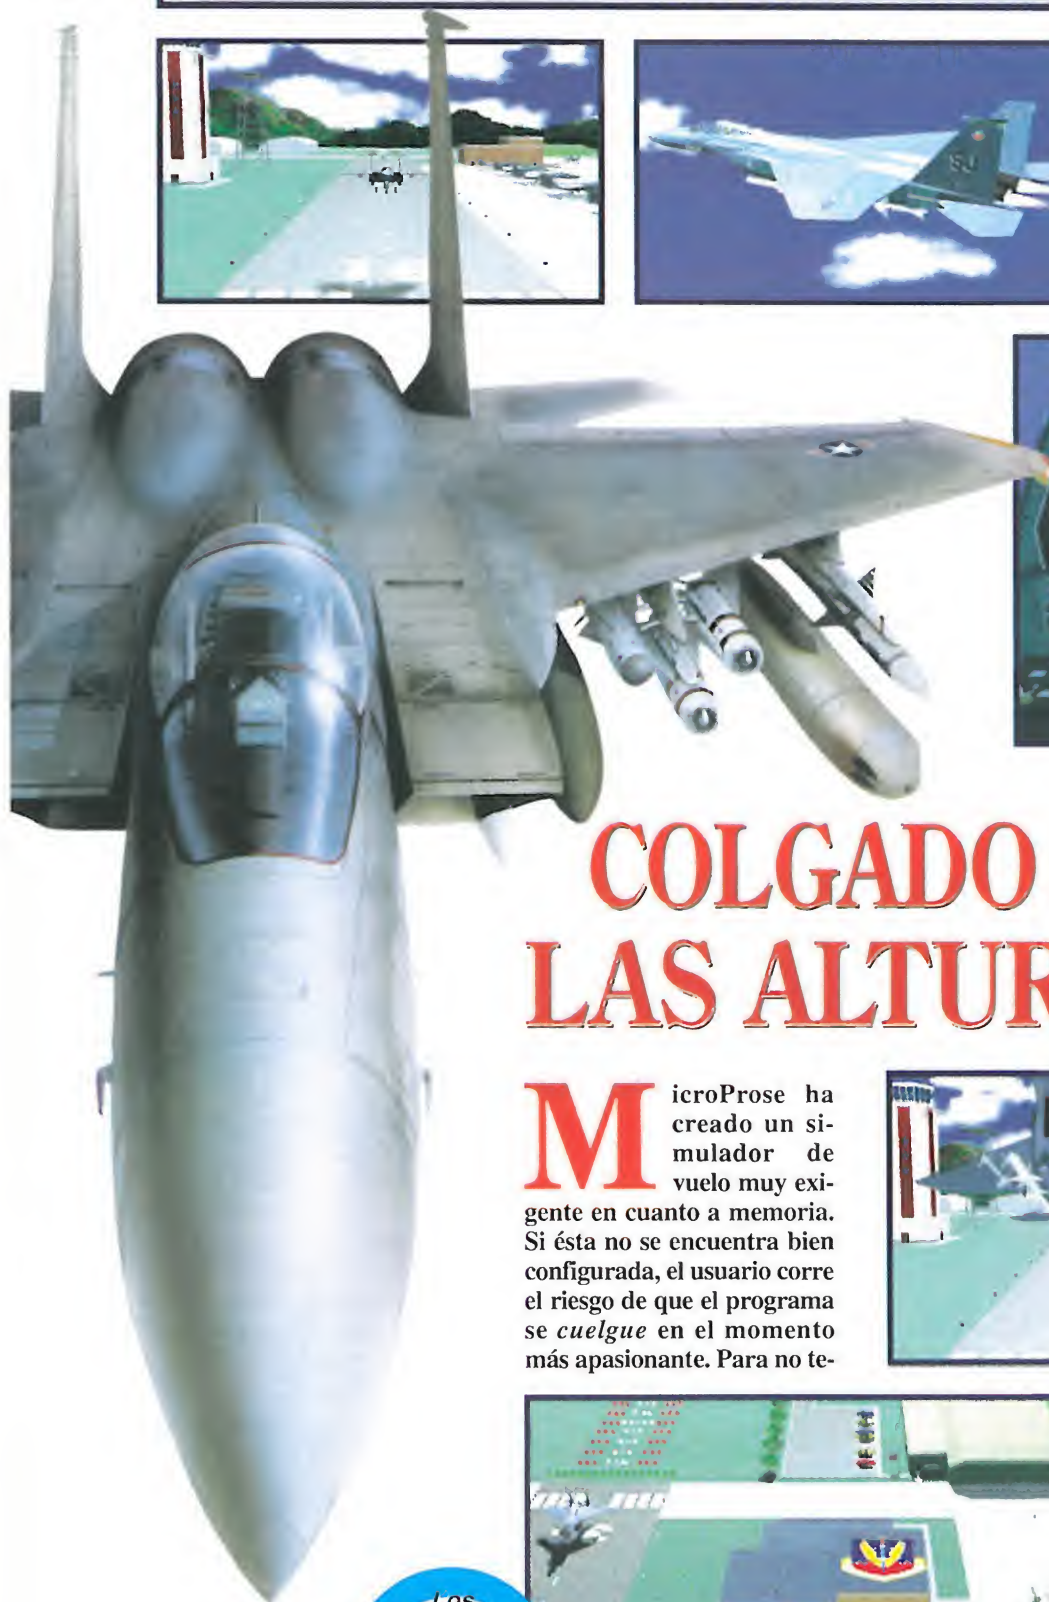 SJ
COLGADO
LAS ALTUR
MicroProse ha
creado un si-
mulador de
vuelo muy exi-
gente en cuanto a memoria.
Si ésta no se encuentra bien
configurada, el usuario corre
el riesgo de que el programa
se cuelgue en el momento
más apasionante. Para no te-
Los